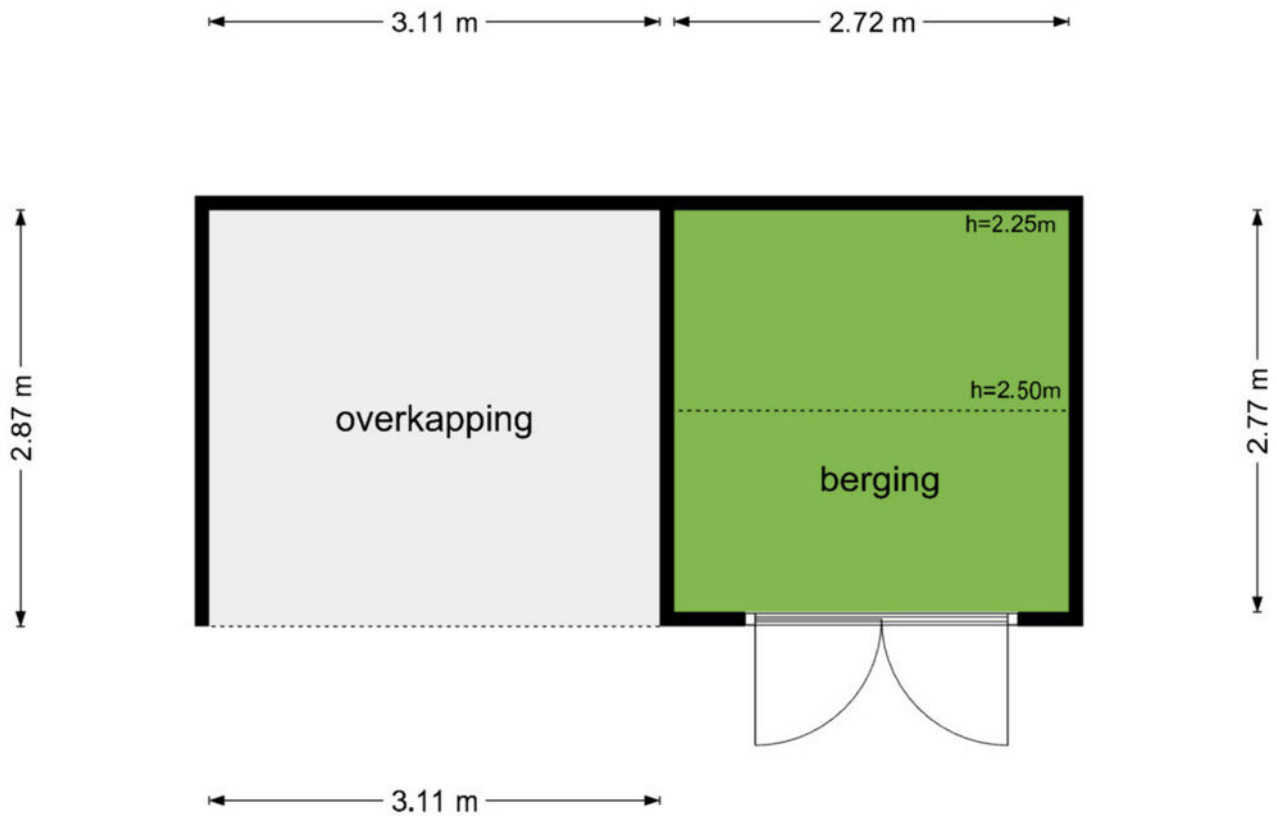 3.11 m
2.72 m
h=2.25m
2.87 m
2.77 m
h=2.50m
overkapping
berging
3.11 m